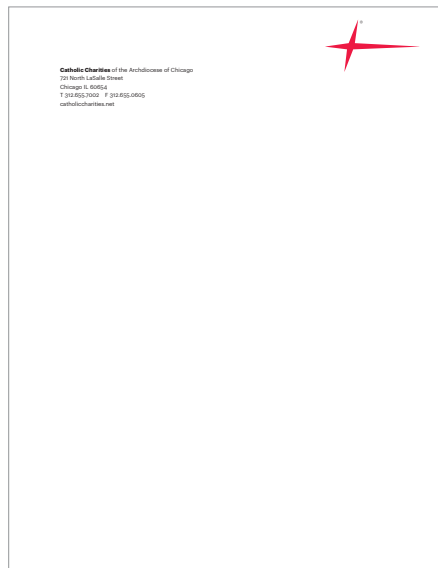 Catholic Charities of the Archdiocese of Chicago
721 North LaSalle Street
Chicago IL 60654
T 312.655.7002 F 312.655.0605
catholiccharities.net